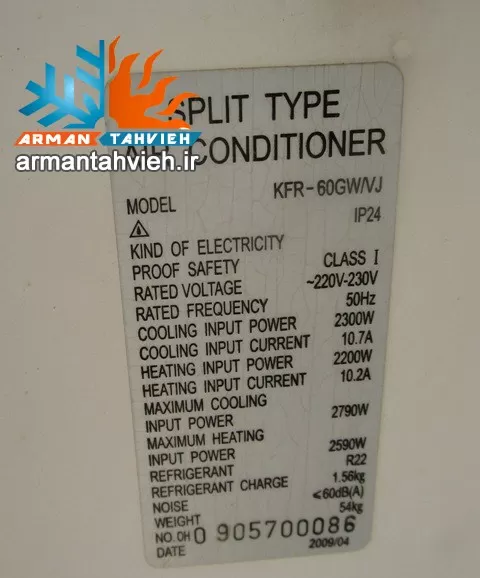 SPLIT TYPE
AIR CONDITIONER
ARMAN TAHVIEH
armantahvieh.ir
MODEL KFR-60GW/VJ
IP24
KIND OF ELECTRICITY
PROOF SAFETY CLASS I
RATED VOLTAGE ~220V-230V
RATED FREQUENCY 50Hz
COOLING INPUT POWER 2300W
COOLING INPUT CURRENT 10.7A
HEATING INPUT POWER 2200W
HEATING INPUT CURRENT 10.2A
MAXIMUM COOLING
INPUT POWER 2790W
MAXIMUM HEATING
INPUT POWER 2590W
REFRIGERANT R22
REFRIGERANT CHARGE 1.56kg
NOISE ≤60dB(A)
WEIGHT 54kg
NO.0H0 905700086
DATE 2009/04